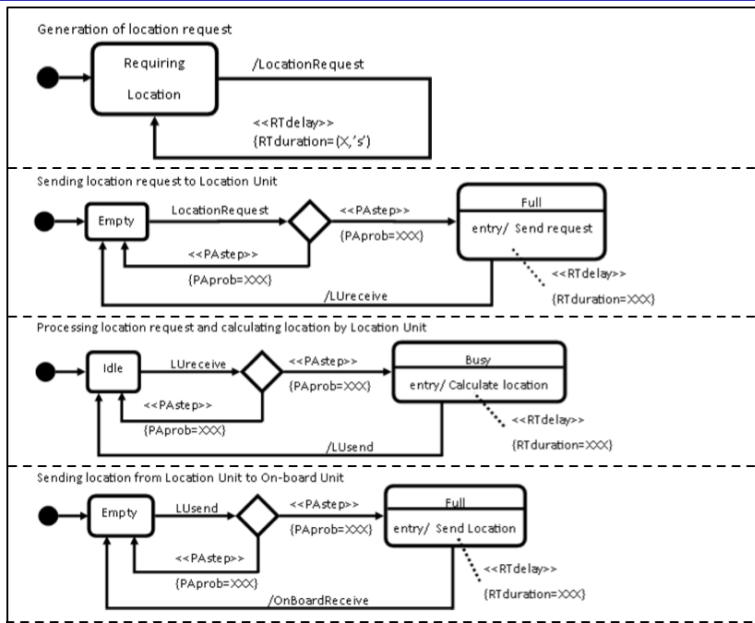 Generation of location request
Requiring
Location
/LocationRequest
<<RTdelay>>
{RTduration=(X,’s’)
Sending location request to Location Unit
Empty
LocationRequest
<<PAstep>>
{PAprob=XXX}
<<PAstep>>
{PAprob=XXX}
Full
entry/ Send request
<<RTdelay>>
{RTduration=XXX}
/LUreceive
Processing location request and calculating location by Location Unit
Idle
LUreceive
<<PAstep>>
{PAprob=XXX}
<<PAstep>>
{PAprob=XXX}
Busy
entry/ Calculate location
<<RTdelay>>
{RTduration=XXX}
/LUsend
Sending location from Location Unit to On-board Unit
Empty
LUsend
<<PAstep>>
{PAprob=XXX}
<<PAstep>>
{PAprob=XXX}
Full
entry/ Send Location
<<RTdelay>>
{RTduration=XXX}
/OnBoardReceive